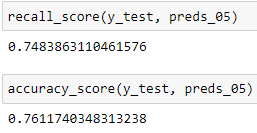 recall_score(y_test, preds_05)
0.7483863110461576
accuracy_score(y_test, preds_05)
0.7611740348313238